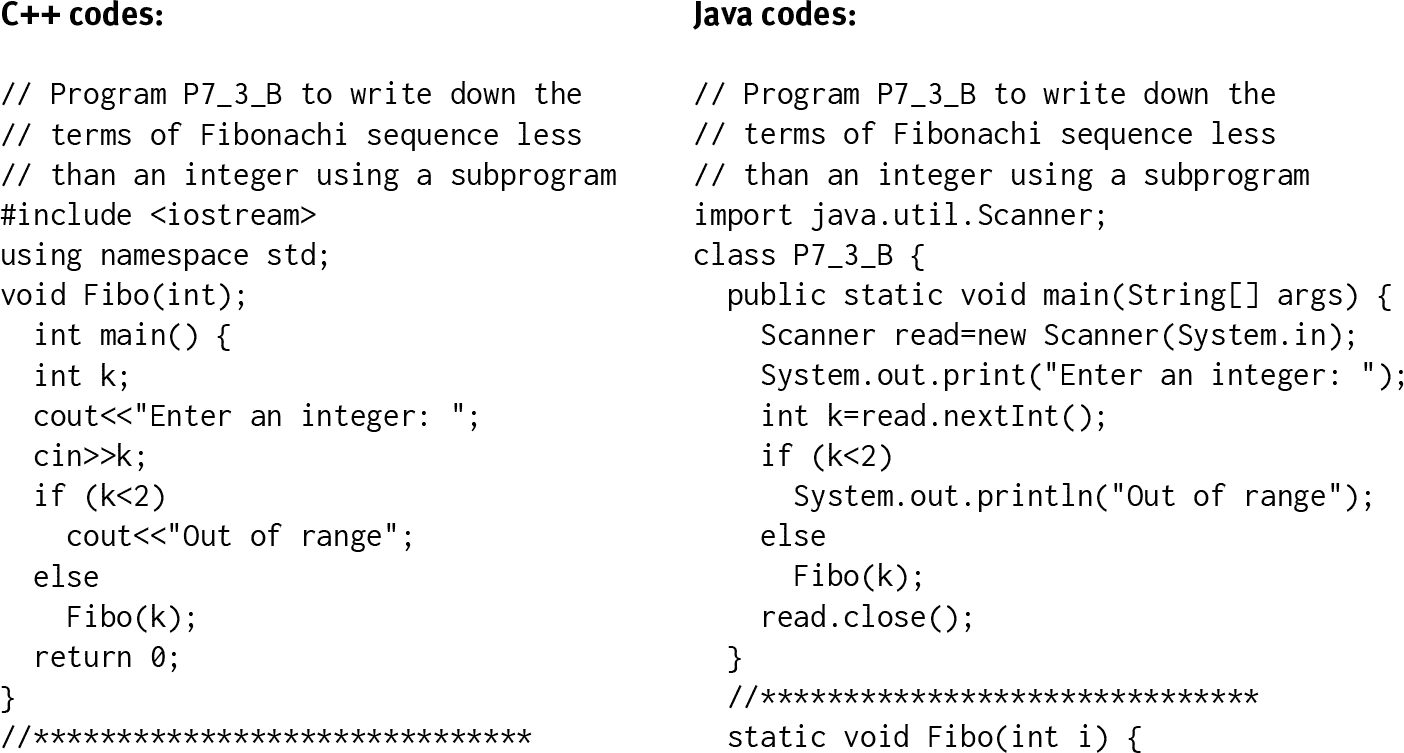 C++ codes:
// Program P7_3_B to write down the
// terms of Fibonachi sequence less
// than an integer using a subprogram
#include <iostream>
using namespace std;
void Fibo(int);
  int main() {
  int k;
  cout<<"Enter an integer: ";
  cin>>k;
  if (k<2)
    cout<<"Out of range";
  else
    Fibo(k);
  return 0;
}
//******************************
Java codes:
// Program P7_3_B to write down the
// terms of Fibonachi sequence less
// than an integer using a subprogram
import java.util.Scanner;
class P7_3_B {
  public static void main(String[] args) {
    Scanner read=new Scanner(System.in);
    System.out.print("Enter an integer: ");
    int k=read.nextInt();
    if (k<2)
      System.out.println("Out of range");
    else
      Fibo(k);
    read.close();
  }
  //******************************
  static void Fibo(int i) {